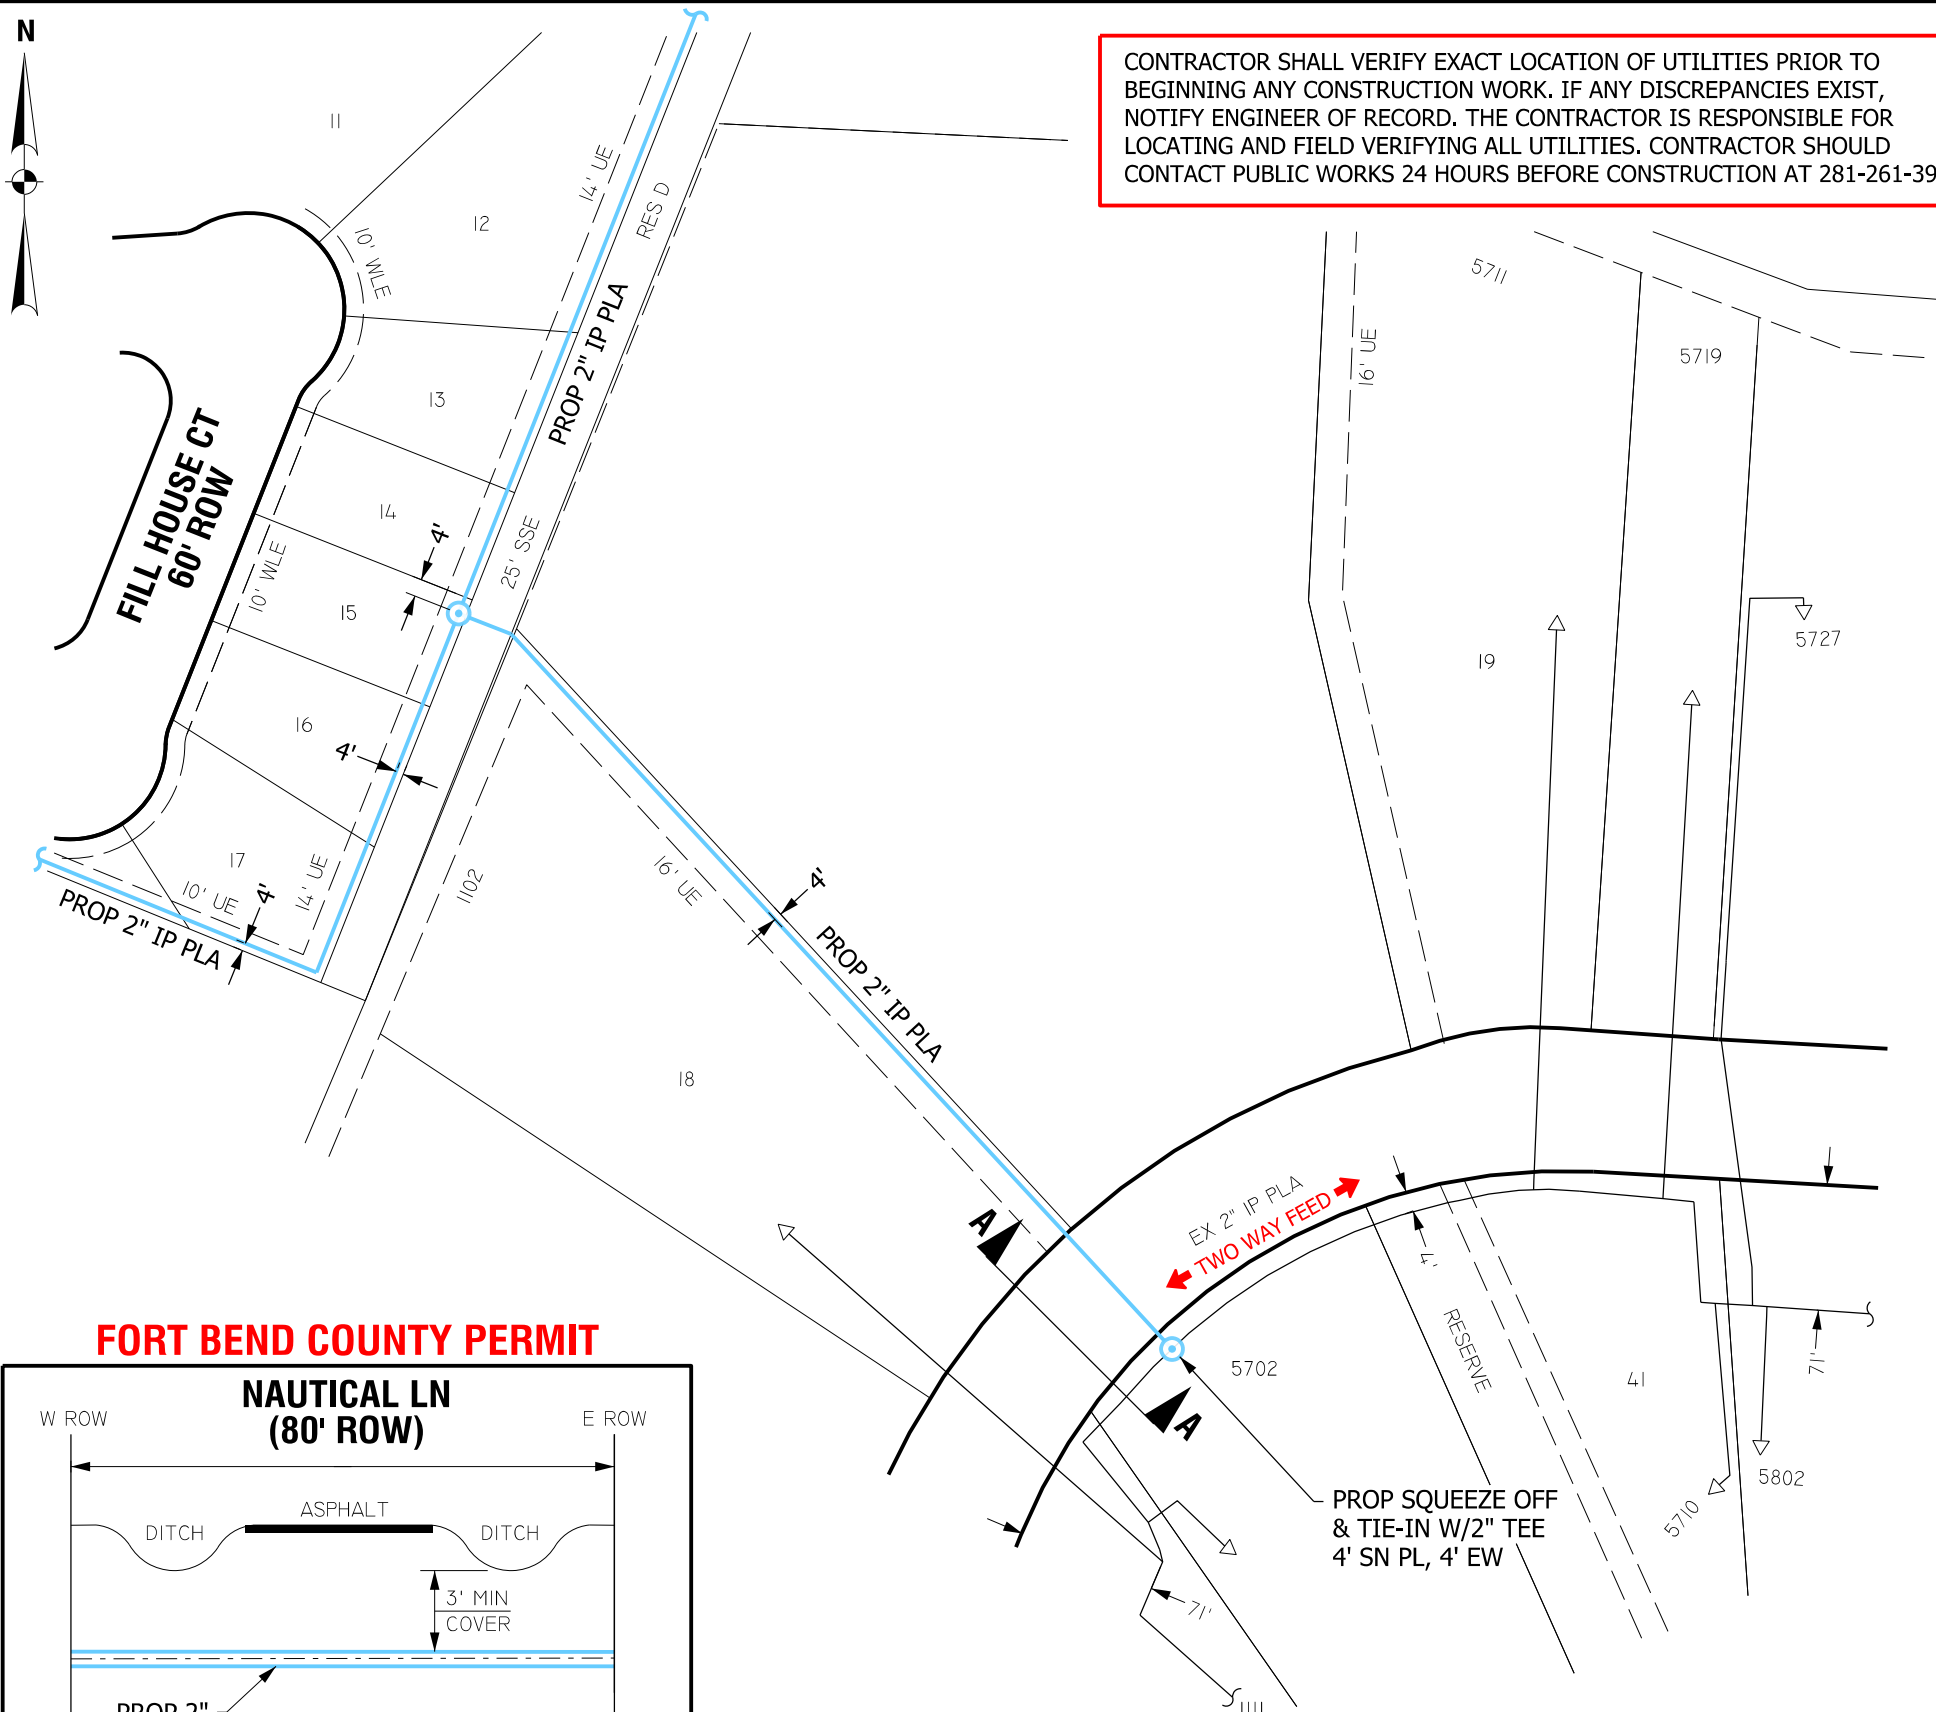 N
CONTRACTOR SHALL VERIFY EXACT LOCATION OF UTILITIES PRIOR TO
BEGINNING ANY CONSTRUCTION WORK. IF ANY DISCREPANCIES EXIST,
NOTIFY ENGINEER OF RECORD. THE CONTRACTOR IS RESPONSIBLE FOR
LOCATING AND FIELD VERIFYING ALL UTILITIES. CONTRACTOR SHOULD
CONTACT PUBLIC WORKS 24 HOURS BEFORE CONSTRUCTION AT 281-261-39
11
12
10' WLE
14' UE
RES D
PROP 2" IP PLA
13
14
4'
25' SSE
FILL HOUSE CT
60' ROW
10' WLE
15
16
4'
17
10' UE
4'
14' UE
PROP 2" IP PLA
1102
16' UE
4'
PROP 2" IP PLA
18
5711
16' UE
5719
19
5727
EX 2" IP PLA
TWO WAY FEED
4'
A
A
5702
RESERVE
41
71'
5802
5710
PROP SQUEEZE OFF
& TIE-IN W/2" TEE
4' SN PL, 4' EW
71'
FORT BEND COUNTY PERMIT
NAUTICAL LN
(80' ROW)
W ROW
E ROW
ASPHALT
DITCH
DITCH
3' MIN
COVER
PROP 2"